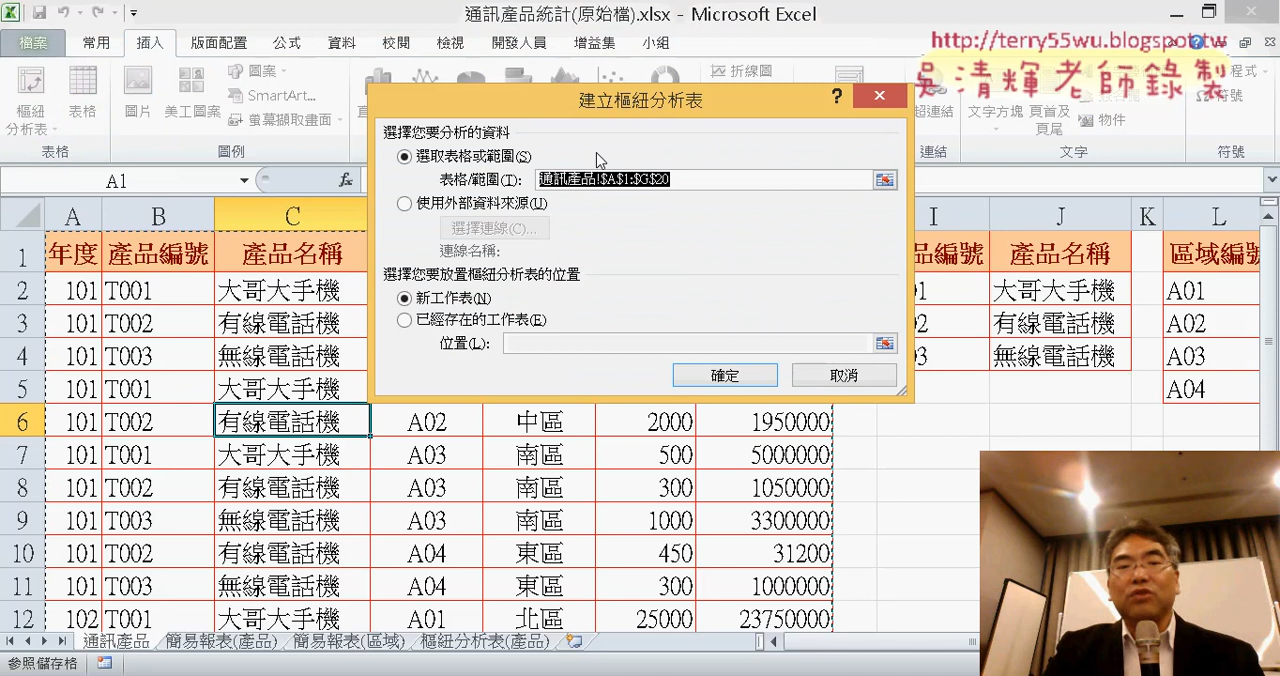 通訊產品統計(原始檔).xlsx - Microsoft Excel
檔案 常用 插入 版面配置 公式 資料 校閱 檢視 開發人員 增益集 小組
http://terry55wu.blogspot.tw
吳清輝老師錄製
樞紐分析表 表格 圖片 美工圖案 圖案 SmartArt... 螢幕擷取畫面 折線圖 文字方塊 頁首及頁尾 物件 符號
表格 圖例 連結 文字 符號
建立樞紐分析表
選擇您要分析的資料
選取表格或範圍(S)
表格/範圍(T): 通訊產品!$A$1:$G$20
使用外部資料來源(U)
選擇連線(C)...
連線名稱:
選擇您要放置樞紐分析表的位置
新工作表(N)
已經存在的工作表(E)
位置(L):
確定 取消
A1 fx
A B C I J K L
1 年度 產品編號 產品名稱 品編號 產品名稱 區域編號
2 101 T001 大哥大手機 大哥大手機 A01
3 101 T002 有線電話機 有線電話機 A02
4 101 T003 無線電話機 無線電話機 A03
5 101 T001 大哥大手機 A04
6 101 T002 有線電話機 A02 中區 2000 1950000
7 101 T001 大哥大手機 A03 南區 500 5000000
8 101 T002 有線電話機 A03 南區 300 1050000
9 101 T003 無線電話機 A03 南區 1000 3300000
10 101 T002 有線電話機 A04 東區 450 31200
11 101 T003 無線電話機 A04 東區 300 1000000
12 102 T001 大哥大手機 A01 北區 25000 23750000
通訊產品 簡易報表(產品) 簡易報表(區域) 樞紐分析表(產品)
參照儲存格